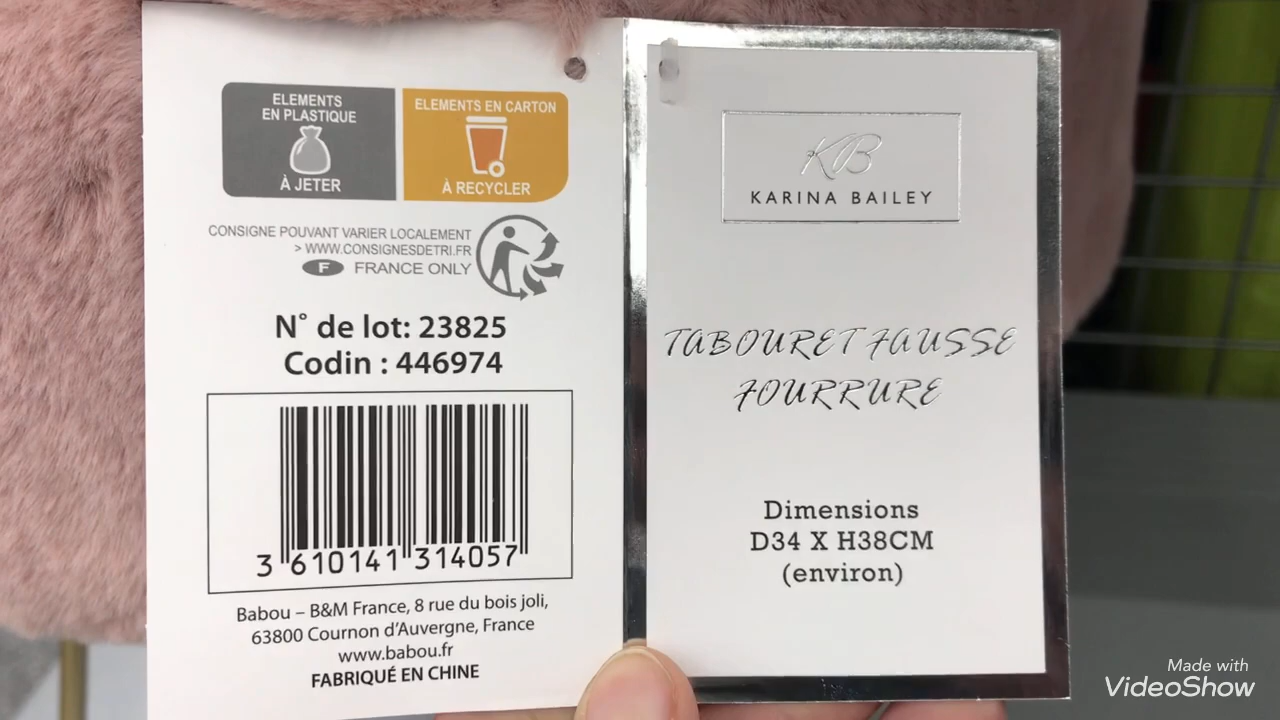 ELEMENTS
EN PLASTIQUE
À JETER
ELEMENTS EN CARTON
À RECYCLER
CONSIGNE POUVANT VARIER LOCALEMENT
> WWW.CONSIGNESDETRI.FR
F FRANCE ONLY
N° de lot: 23825
Codin : 446974
3 610141 314057
Babou – B&M France, 8 rue du bois joli,
63800 Cournon d'Auvergne, France
www.babou.fr
FABRIQUÉ EN CHINE
KB
KARINA BAILEY
TABOURET FAUSSE
FOURRURE
Dimensions
D34 X H38CM
(environ)
Made with
VideoShow